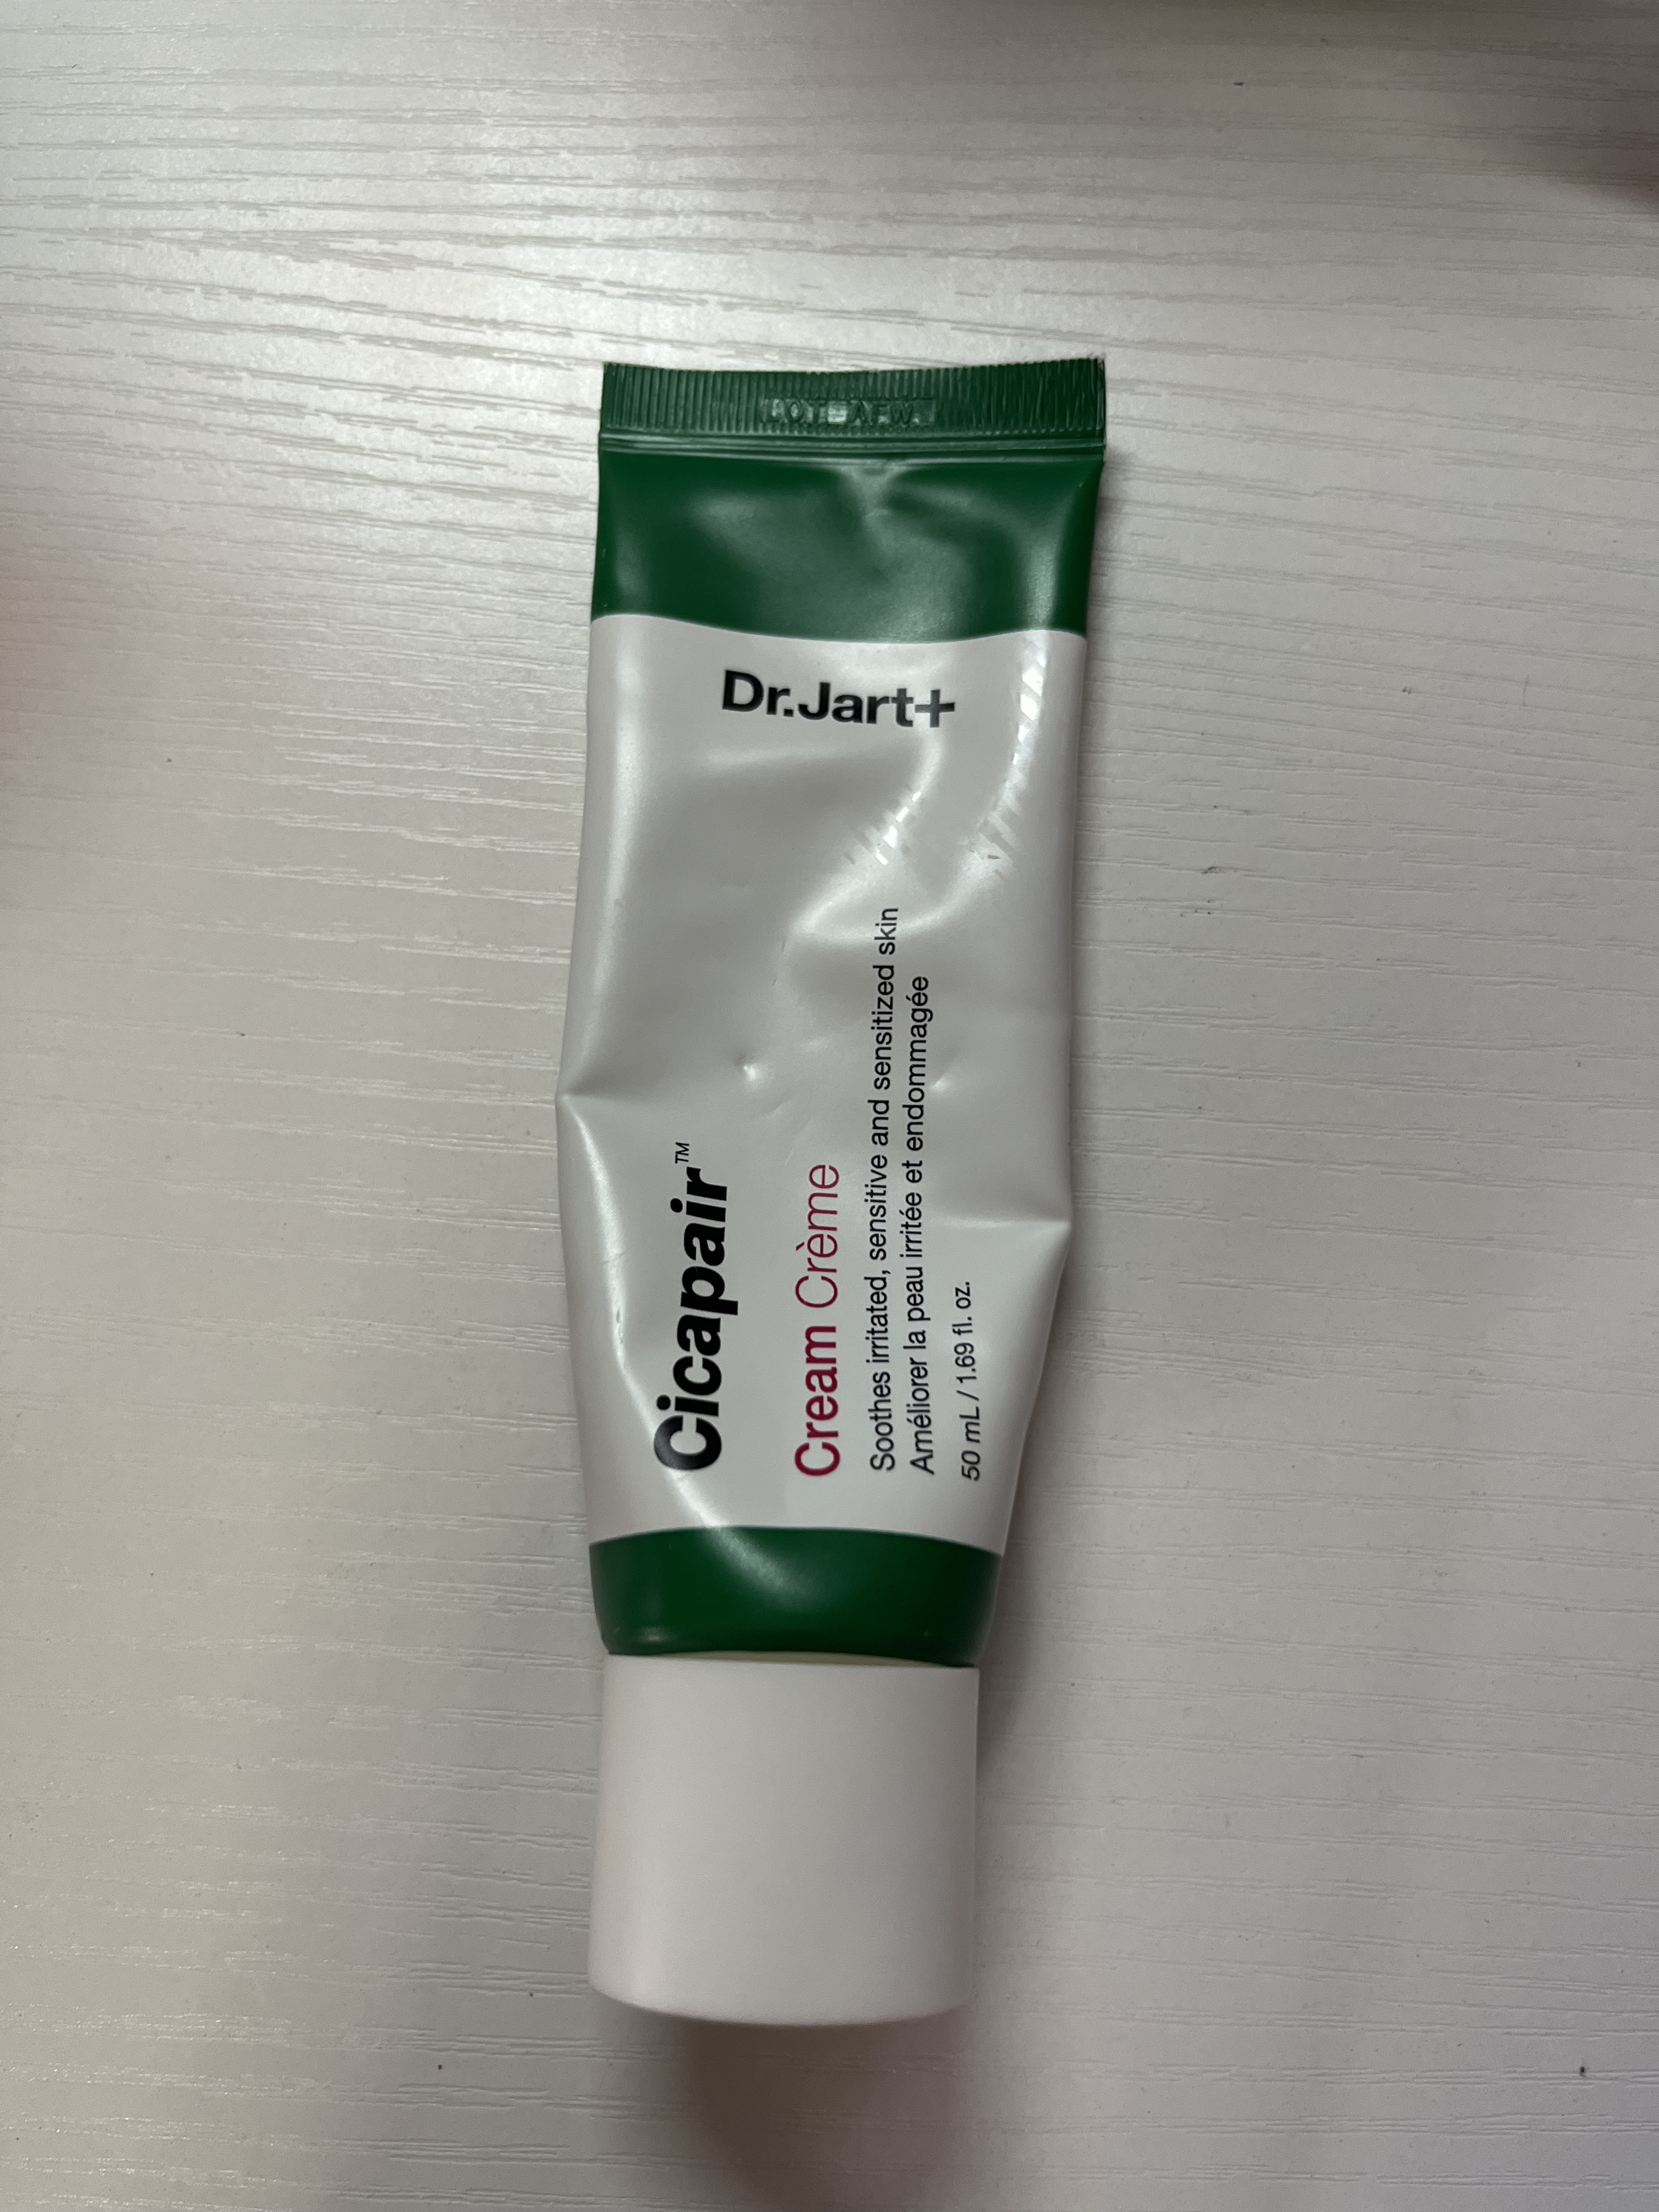 Dr.Jart+
Cicapair™
Cream Crème
Soothes irritated, sensitive and sensitized skin
Améliorer la peau irritée et endommagée
50 mL / 1.69 fl. oz.